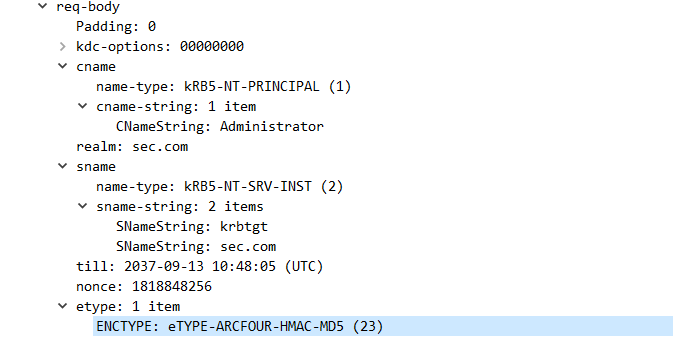 req-body
Padding: 0
kdc-options: 00000000
cname
name-type: kRB5-NT-PRINCIPAL (1)
cname-string: 1 item
CNameString: Administrator
realm: sec.com
sname
name-type: kRB5-NT-SRV-INST (2)
sname-string: 2 items
SNameString: krbtgt
SNameString: sec.com
till: 2037-09-13 10:48:05 (UTC)
nonce: 1818848256
etype: 1 item
ENCTYPE: eTYPE-ARCFOUR-HMAC-MD5 (23)